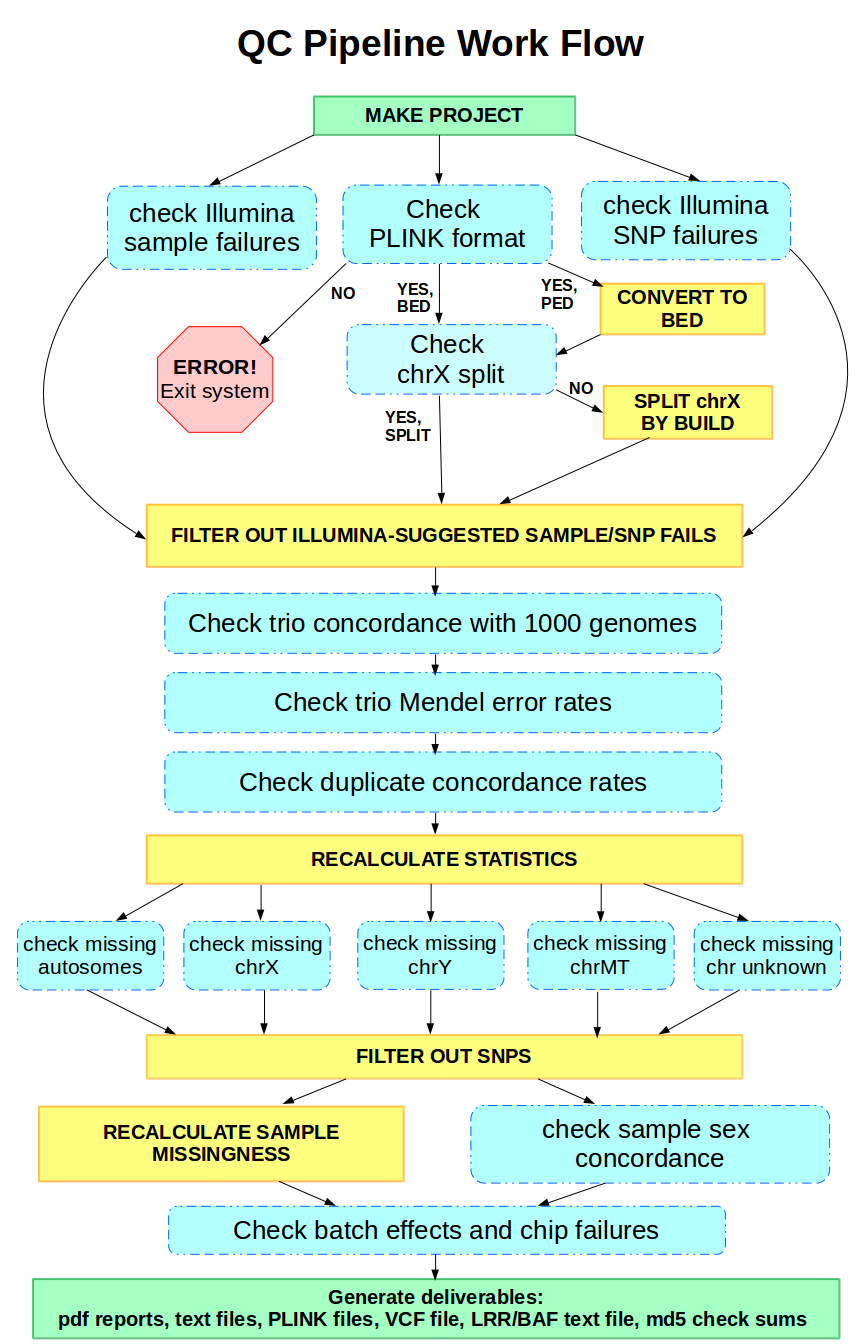 QC Pipeline Work Flow
MAKE PROJECT
check Illumina
sample failures
Check
PLINK format
check Illumina
SNP failures
NO
YES,
BED
YES,
PED
CONVERT TO
BED
ERROR!
Exit system
Check
chrX split
NO
SPLIT chrX
BY BUILD
YES,
SPLIT
FILTER OUT ILLUMINA-SUGGESTED SAMPLE/SNP FAILS
Check trio concordance with 1000 genomes
Check trio Mendel error rates
Check duplicate concordance rates
RECALCULATE STATISTICS
check missing
autosomes
check missing
chrX
check missing
chrY
check missing
chrMT
check missing
chr unknown
FILTER OUT SNPS
RECALCULATE SAMPLE
MISSINGNESS
check sample sex
concordance
Check batch effects and chip failures
Generate deliverables:
pdf reports, text files, PLINK files, VCF file, LRR/BAF text file, md5 check sums